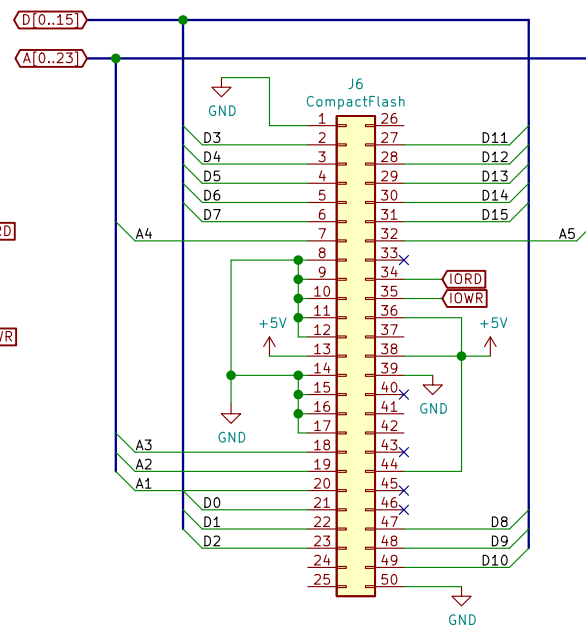 D[0..15]
A[0..23]
J6
CompactFlash
GND
1 26
D3 2 27 D11
D4 3 28 D12
D5 4 29 D13
D6 5 30 D14
D7 6 31 D15
RD A4 7 32 A5
8 33
9 34 IORD
10 35 IOWR
11 36
+5V 12 37 +5V
WR
13 38
14 39
15 40
GND 16 41 GND
17 42
A3 18 43
A2 19 44
A1 20 45
D0 21 46
D1 22 47 D8
D2 23 48 D9
24 49 D10
25 50
GND